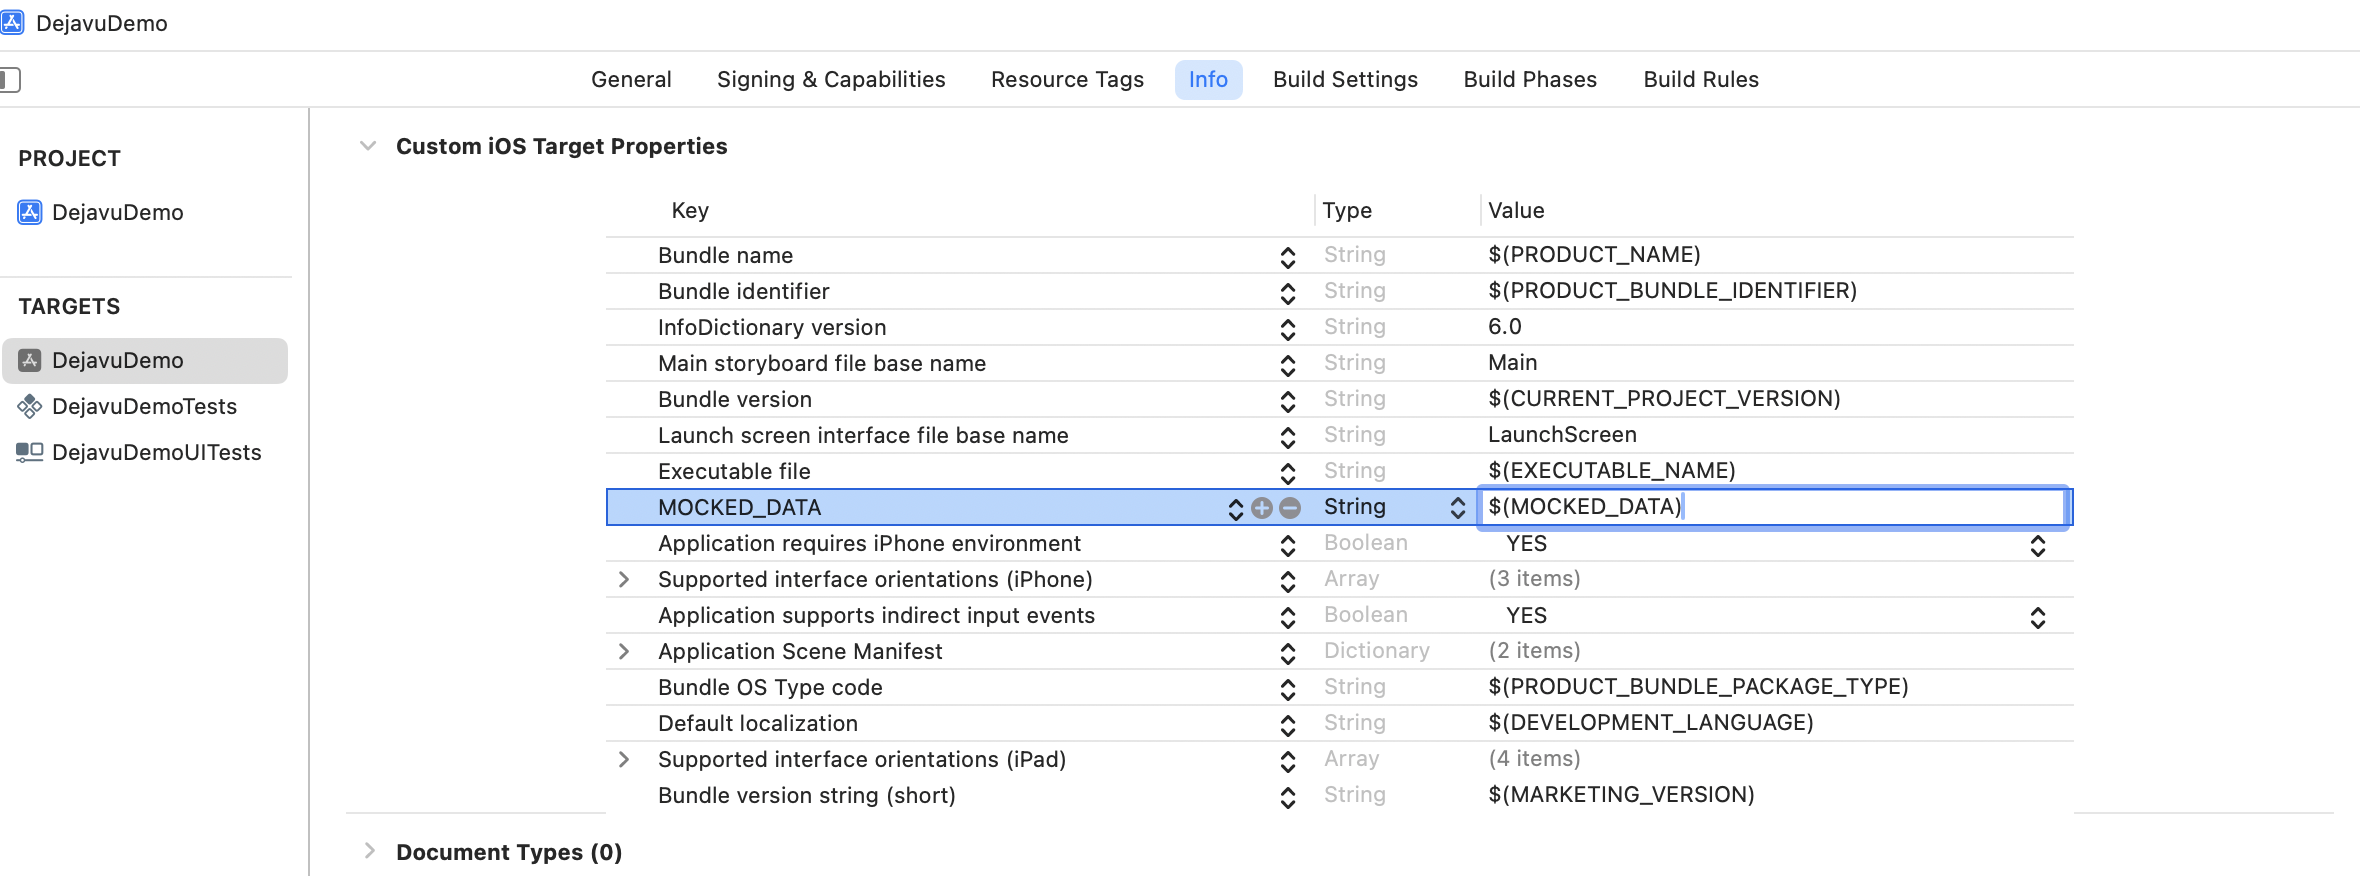 DejavuDemo
General Signing & Capabilities Resource Tags Info Build Settings Build Phases Build Rules
PROJECT
DejavuDemo
TARGETS
DejavuDemo
DejavuDemoTests
DejavuDemoUITests
Custom iOS Target Properties
Key Type Value
Bundle name String $(PRODUCT_NAME)
Bundle identifier String $(PRODUCT_BUNDLE_IDENTIFIER)
InfoDictionary version String 6.0
Main storyboard file base name String Main
Bundle version String $(CURRENT_PROJECT_VERSION)
Launch screen interface file base name String LaunchScreen
Executable file String $(EXECUTABLE_NAME)
MOCKED_DATA String $(MOCKED_DATA)
Application requires iPhone environment Boolean YES
Supported interface orientations (iPhone) Array (3 items)
Application supports indirect input events Boolean YES
Application Scene Manifest Dictionary (2 items)
Bundle OS Type code String $(PRODUCT_BUNDLE_PACKAGE_TYPE)
Default localization String $(DEVELOPMENT_LANGUAGE)
Supported interface orientations (iPad) Array (4 items)
Bundle version string (short) String $(MARKETING_VERSION)
Document Types (0)